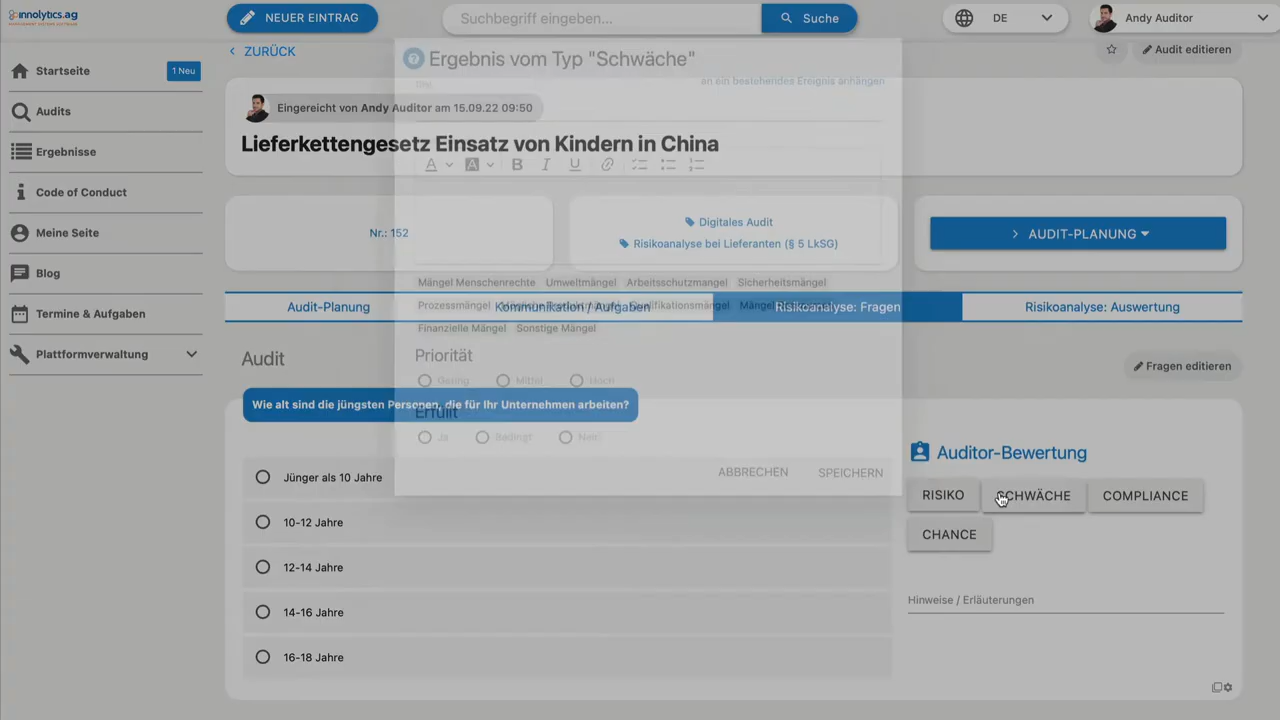 innolytics.ag
NEUER EINTRAG
Suchbegriff eingeben...
Suche
DE
Andy Auditor
ZURÜCK
Audit editieren
Startseite
1 Neu
Audits
Ergebnisse
Code of Conduct
Meine Seite
Blog
Termine & Aufgaben
Plattformverwaltung
Eingereicht von Andy Auditor am 15.09.22 09:50
Lieferkettengesetz Einsatz von Kindern in China
Nr.: 152
Digitales Audit
Risikoanalyse bei Lieferanten (§ 5 LkSG)
AUDIT-PLANUNG
Audit-Planung
Kommunikation / Aufgaben
Risikoanalyse: Fragen
Risikoanalyse: Auswertung
Audit
Fragen editieren
Wie alt sind die jüngsten Personen, die für Ihr Unternehmen arbeiten?
Jünger als 10 Jahre
10-12 Jahre
12-14 Jahre
14-16 Jahre
16-18 Jahre
Auditor-Bewertung
RISIKO
SCHWÄCHE
COMPLIANCE
CHANCE
Hinweise / Erläuterungen
Ergebnis vom Typ "Schwäche"
an ein bestehendes Ereignis anhängen
Mängel Menschenrechte Umweltmängel Arbeitsschutzmangel Sicherheitsmängel
Prozessmängel Qualifikationsmängel
Finanzielle Mängel Sonstige Mängel
Priorität
Gering Mittel Hoch
Erfüllt
Ja Bedingt Nein
ABBRECHEN SPEICHERN